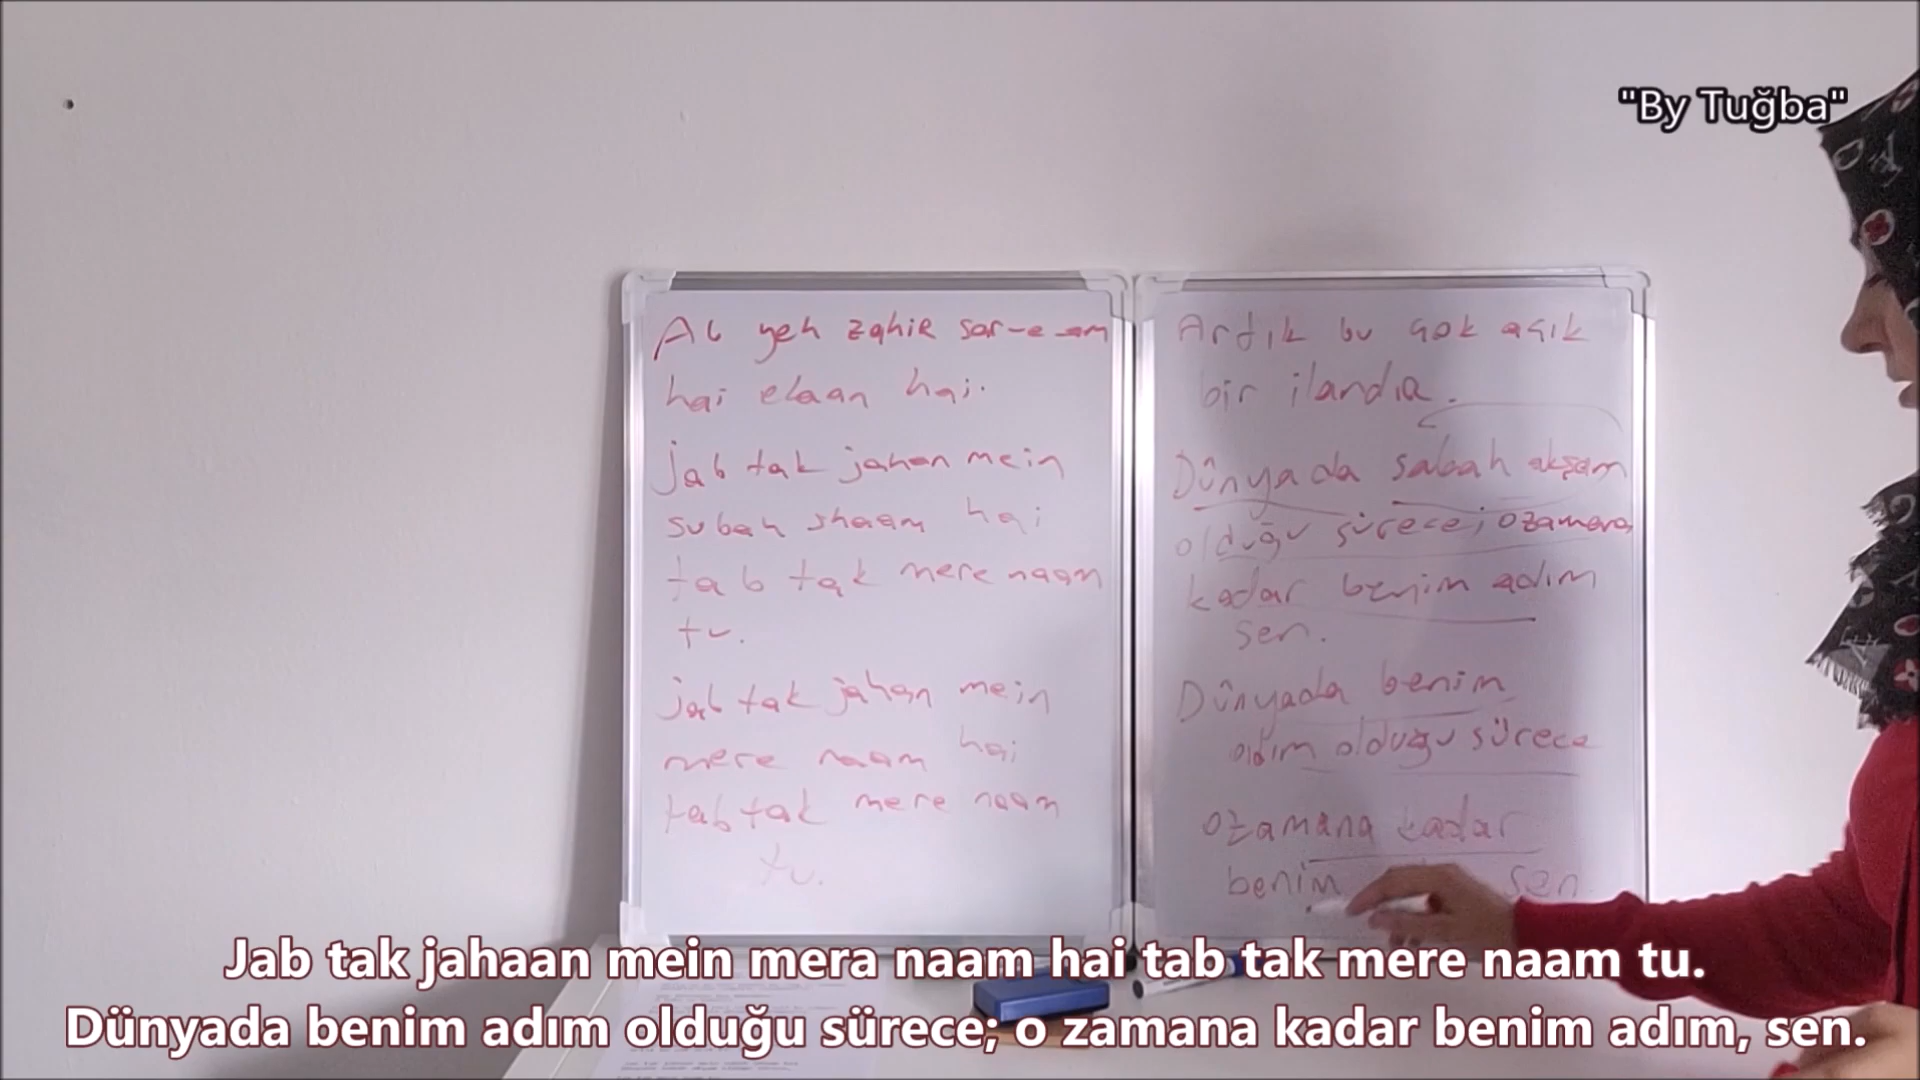 "By Tuğba"
Ab yeh zahir sar-e-am
hai elaan hai.
jab tak jahan mein
subah shaam hai
tab tak mere naam
tu.
jab tak jahan mein
mere naam hai
tab tak mere naam
tu.
Artık bu çok açık
bir ilandır.
Dünyada sabah akşam
olduğu sürece; o zamana
kadar benim adım
sen.
Dünyada benim
adım olduğu sürece
o zamana kadar
benim sen.
Jab tak jahaan mein mera naam hai tab tak mere naam tu.
Dünyada benim adım olduğu sürece; o zamana kadar benim adım, sen.